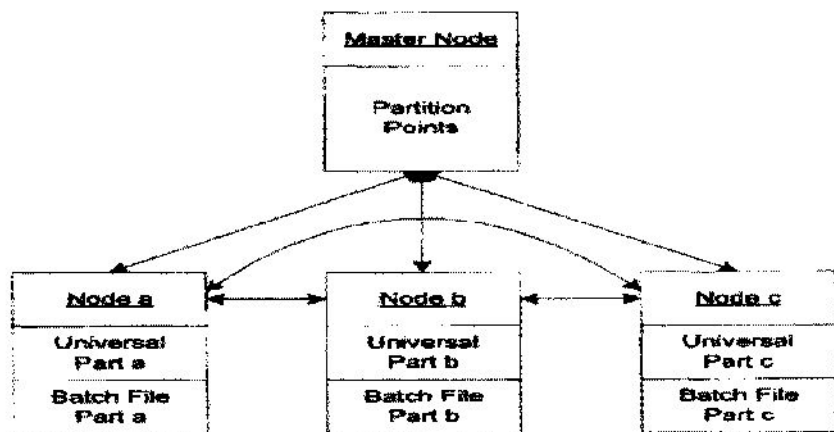 Master Node
Partition
Points
Node a
Universal
Part a
Batch File
Part a
Node b
Universal
Part b
Batch File
Part b
Node c
Universal
Part c
Batch File
Part c